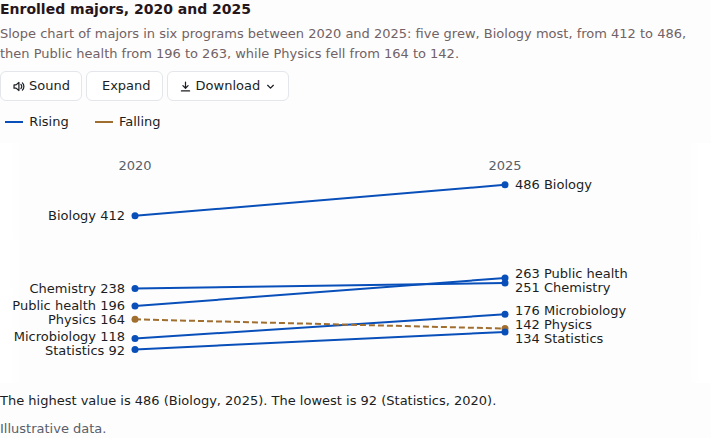 Enrolled majors, 2020 and 2025
Slope chart of majors in six programs between 2020 and 2025: five grew, Biology most, from 412 to 486,
then Public health from 196 to 263, while Physics fell from 164 to 142.
Sound Expand Download
Rising Falling
2020 2025
486 Biology
Biology 412
263 Public health
Chemistry 238 251 Chemistry
Public health 196
176 Microbiology
Physics 164
142 Physics
Microbiology 118 134 Statistics
Statistics 92
The highest value is 486 (Biology, 2025). The lowest is 92 (Statistics, 2020).
Illustrative data.